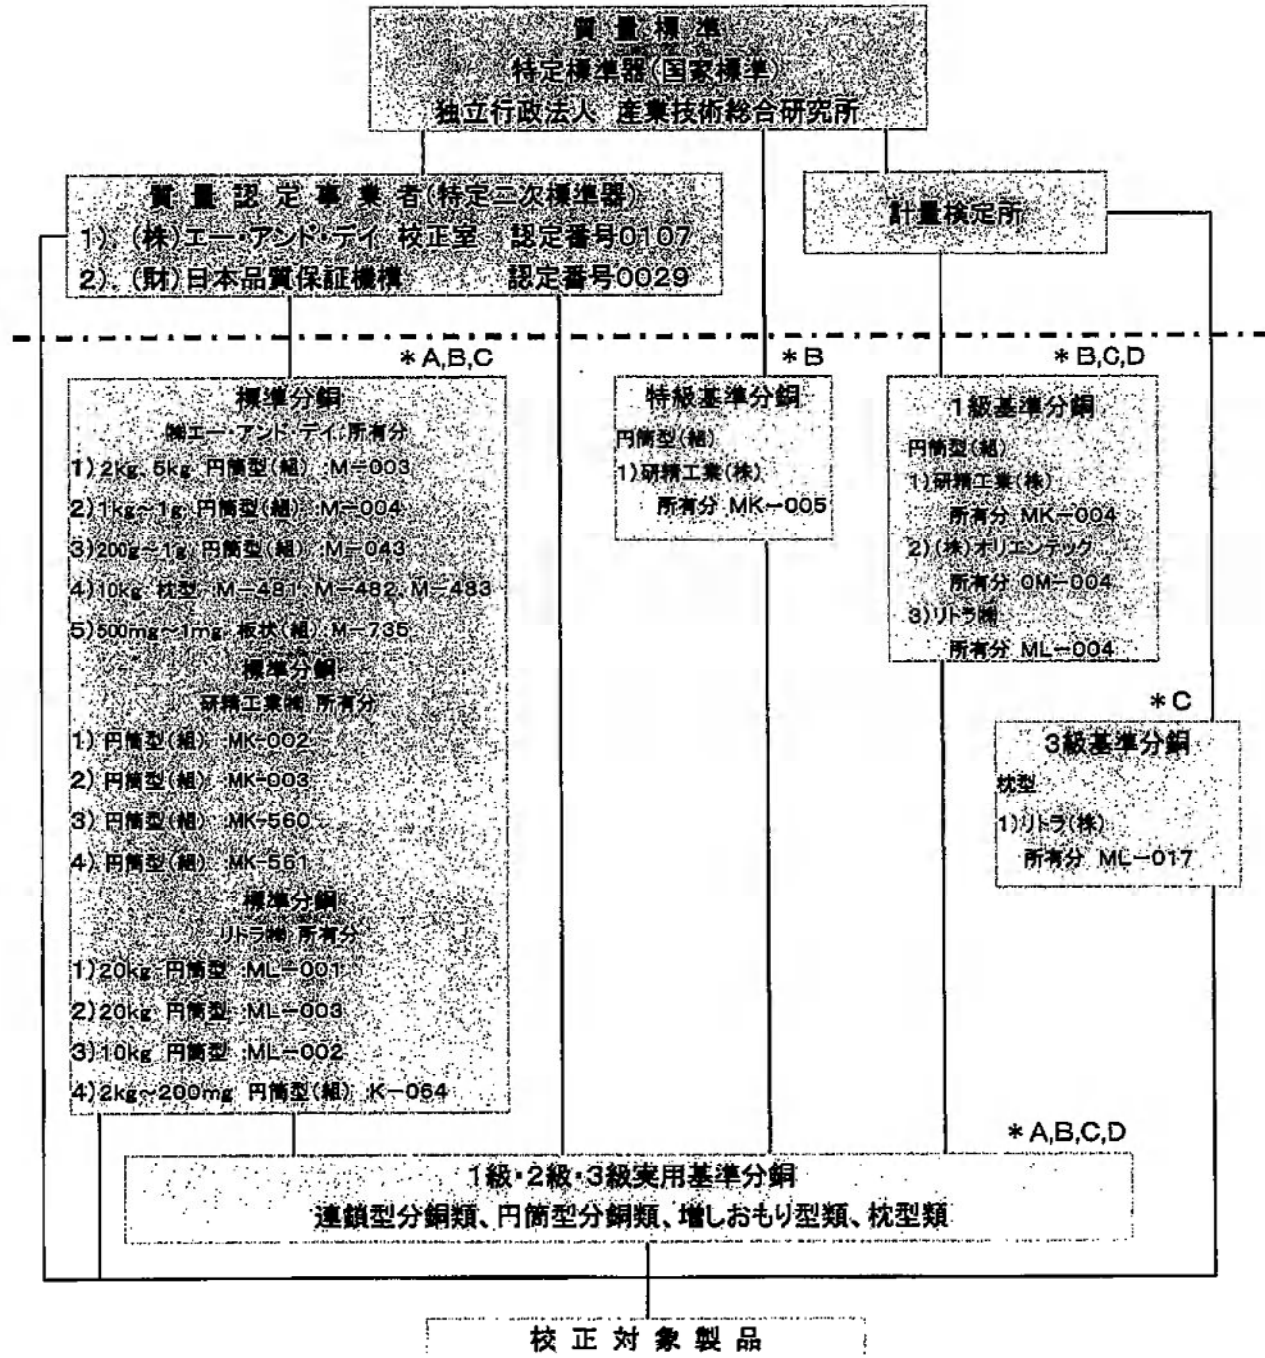 質量標準
特定標準器(国家標準)
独立行政法人 産業技術総合研究所
質量認定事業者(特定二次標準器)
1). (株)エー・アンド・デイ 校正室 認定番号0107
2). (財)日本品質保証機構 認定番号0029
計量検定所
*A,B,C
標準分銅
㈱エー・アンド・デイ 所有分
1)2kg 5kg 円筒型(組) :M-003
2)1kg~1g 円筒型(組) :M-004
3)200g~1g 円筒型(組) :M-043
4)10kg 枕型 :M-481、M-482、M-483
5)500mg~1mg 板状(組) :M-735
標準分銅
研精工業㈱ 所有分
1) 円筒型(組) :MK-002
2) 円筒型(組) :MK-003
3) 円筒型(組) :MK-560
4) 円筒型(組) :MK-561
標準分銅
リトラ㈱ 所有分
1)20kg 円筒型 :ML-001
2)20kg 円筒型 :ML-003
3)10kg 円筒型 :ML-002
4)2kg~200mg 円筒型(組) :K-064
*B
特級基準分銅
円筒型(組)
1)研精工業(株)
所有分 MK-005
*B,C,D
1級基準分銅
円筒型(組)
1)研精工業(株)
所有分 MK-004
2)(株)オリエンテック
所有分 OM-004
3)リトラ㈱
所有分 ML-004
*C
3級基準分銅
枕型
1)リトラ(株)
所有分 ML-017
*A,B,C,D
1級・2級・3級実用基準分銅
連鎖型分銅類、円筒型分銅類、増しおもり型類、枕型類
校正対象製品